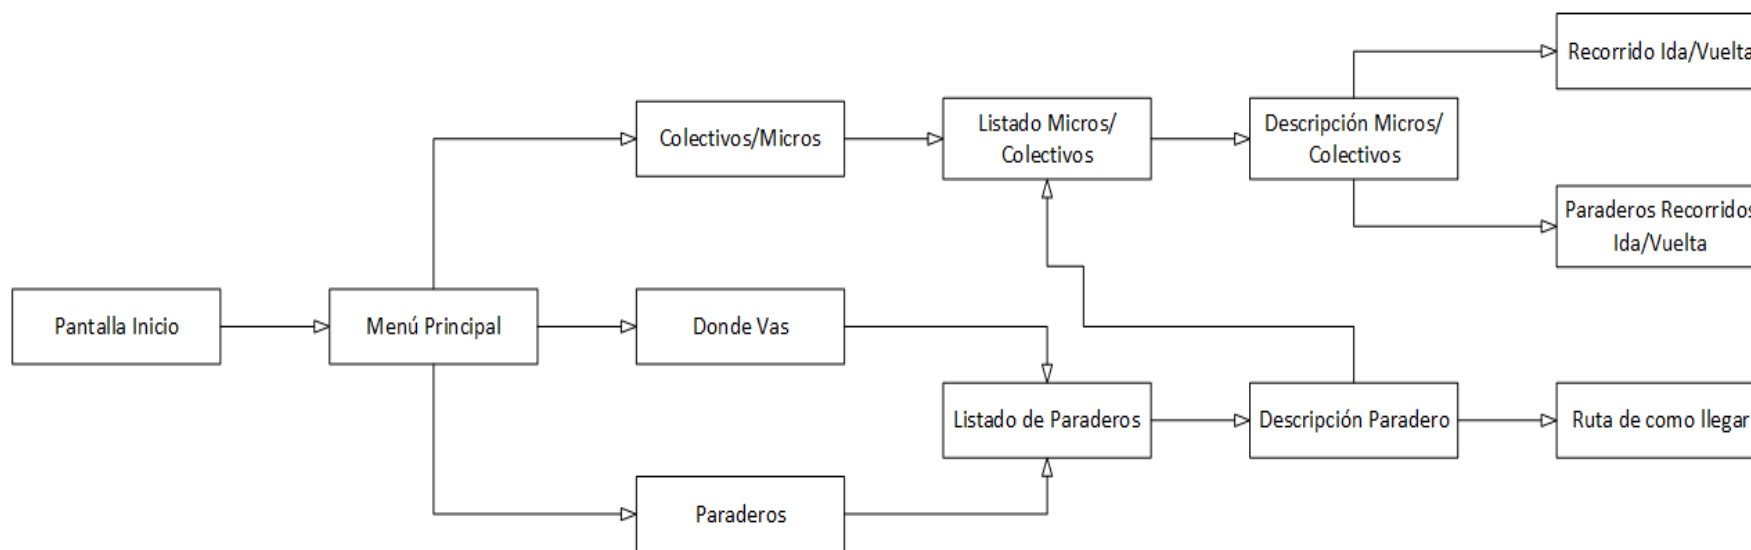 Recorrido Ida/Vuelta
Colectivos/Micros
Listado Micros/
Colectivos
Descripción Micros/
Colectivos
Paraderos Recorridos
Ida/Vuelta
Pantalla Inicio
Menú Principal
Donde Vas
Listado de Paraderos
Descripción Paradero
Ruta de como llegar
Paraderos